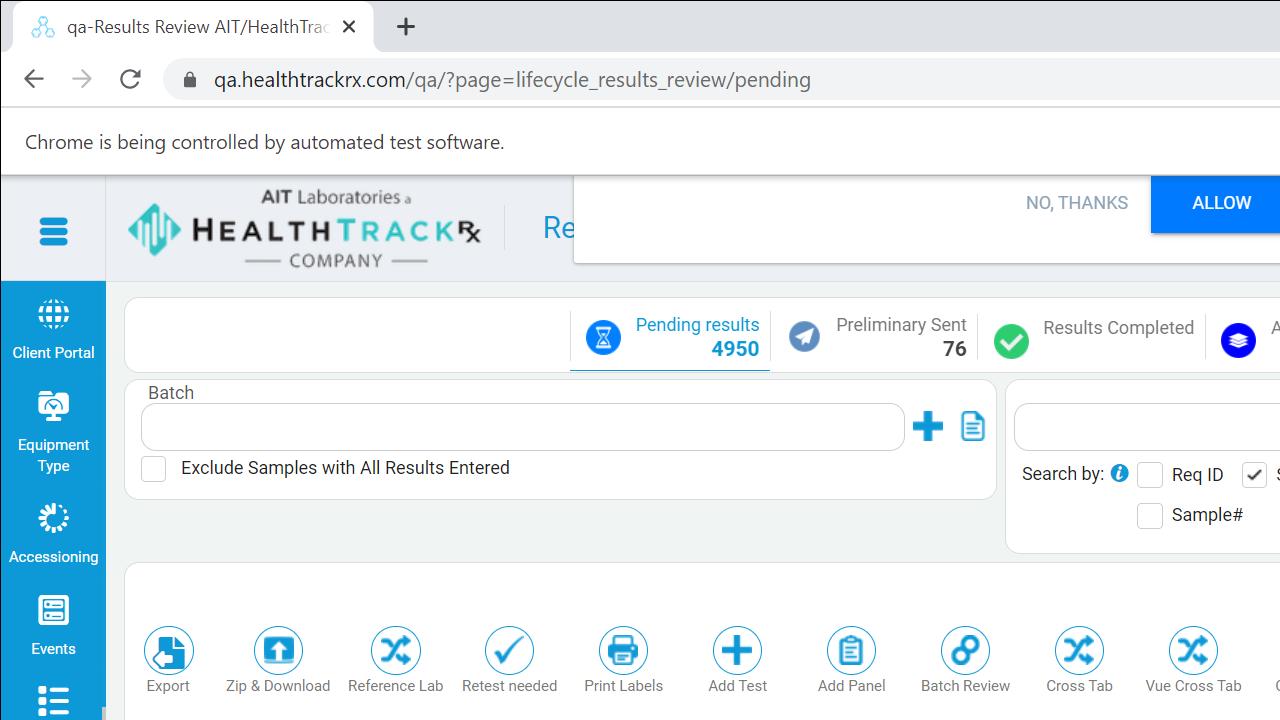 qa-Results Review AIT/HealthTrac
qa.healthtrackrx.com/qa/?page=lifecycle_results_review/pending
Chrome is being controlled by automated test software.
AIT Laboratories a
HEALTHTRACKRx
COMPANY
Re
NO, THANKS
ALLOW
Client Portal
Equipment
Type
Accessioning
Events
Pending results
4950
Preliminary Sent
76
Results Completed
A
Batch
Exclude Samples with All Results Entered
Search by:
Req ID
Sample#
Export
Zip & Download
Reference Lab
Retest needed
Print Labels
Add Test
Add Panel
Batch Review
Cross Tab
Vue Cross Tab